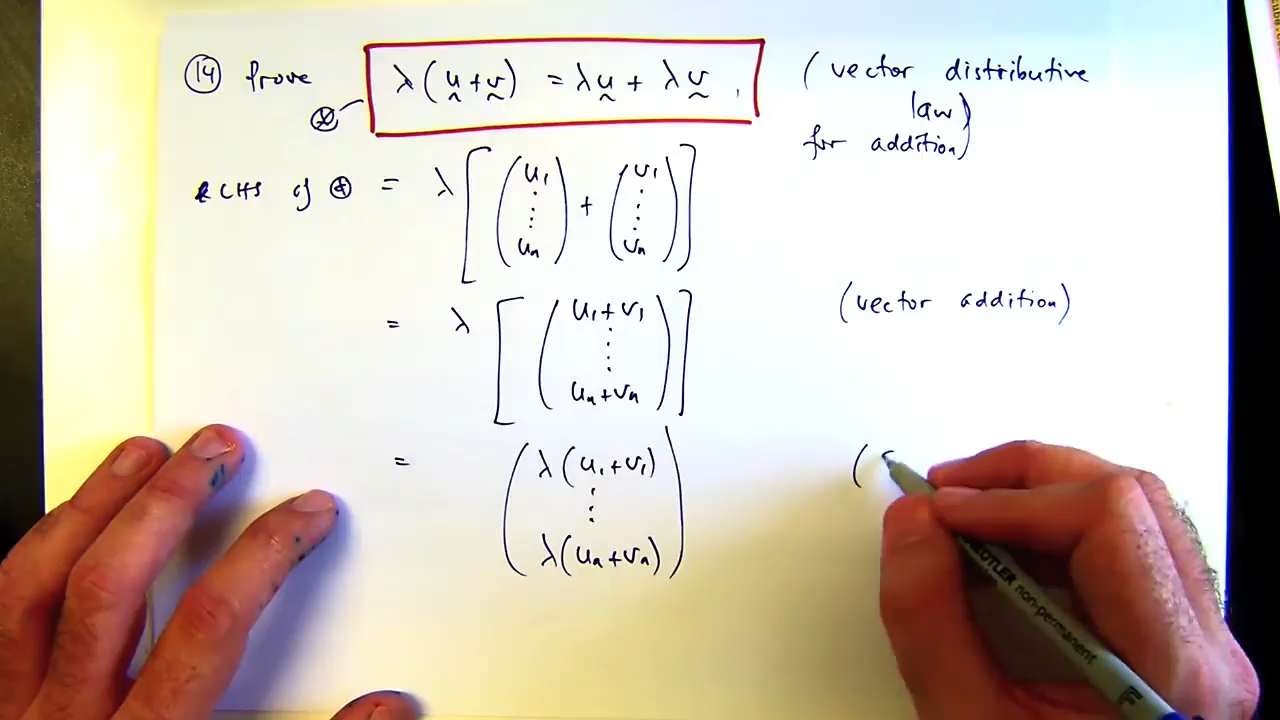 ⑭ Prove λ(u+v) = λu + λv , (vector distributive
⊛ law)
for addition)
LHS of ⊛ = λ[(u₁ ⋮ uₙ) + (v₁ ⋮ vₙ)]
= λ[(u₁+v₁ ⋮ uₙ+vₙ)] (vector addition)
= (λ(u₁+v₁) ⋮ λ(uₙ+vₙ)) (
STAEDTLER non-permanent